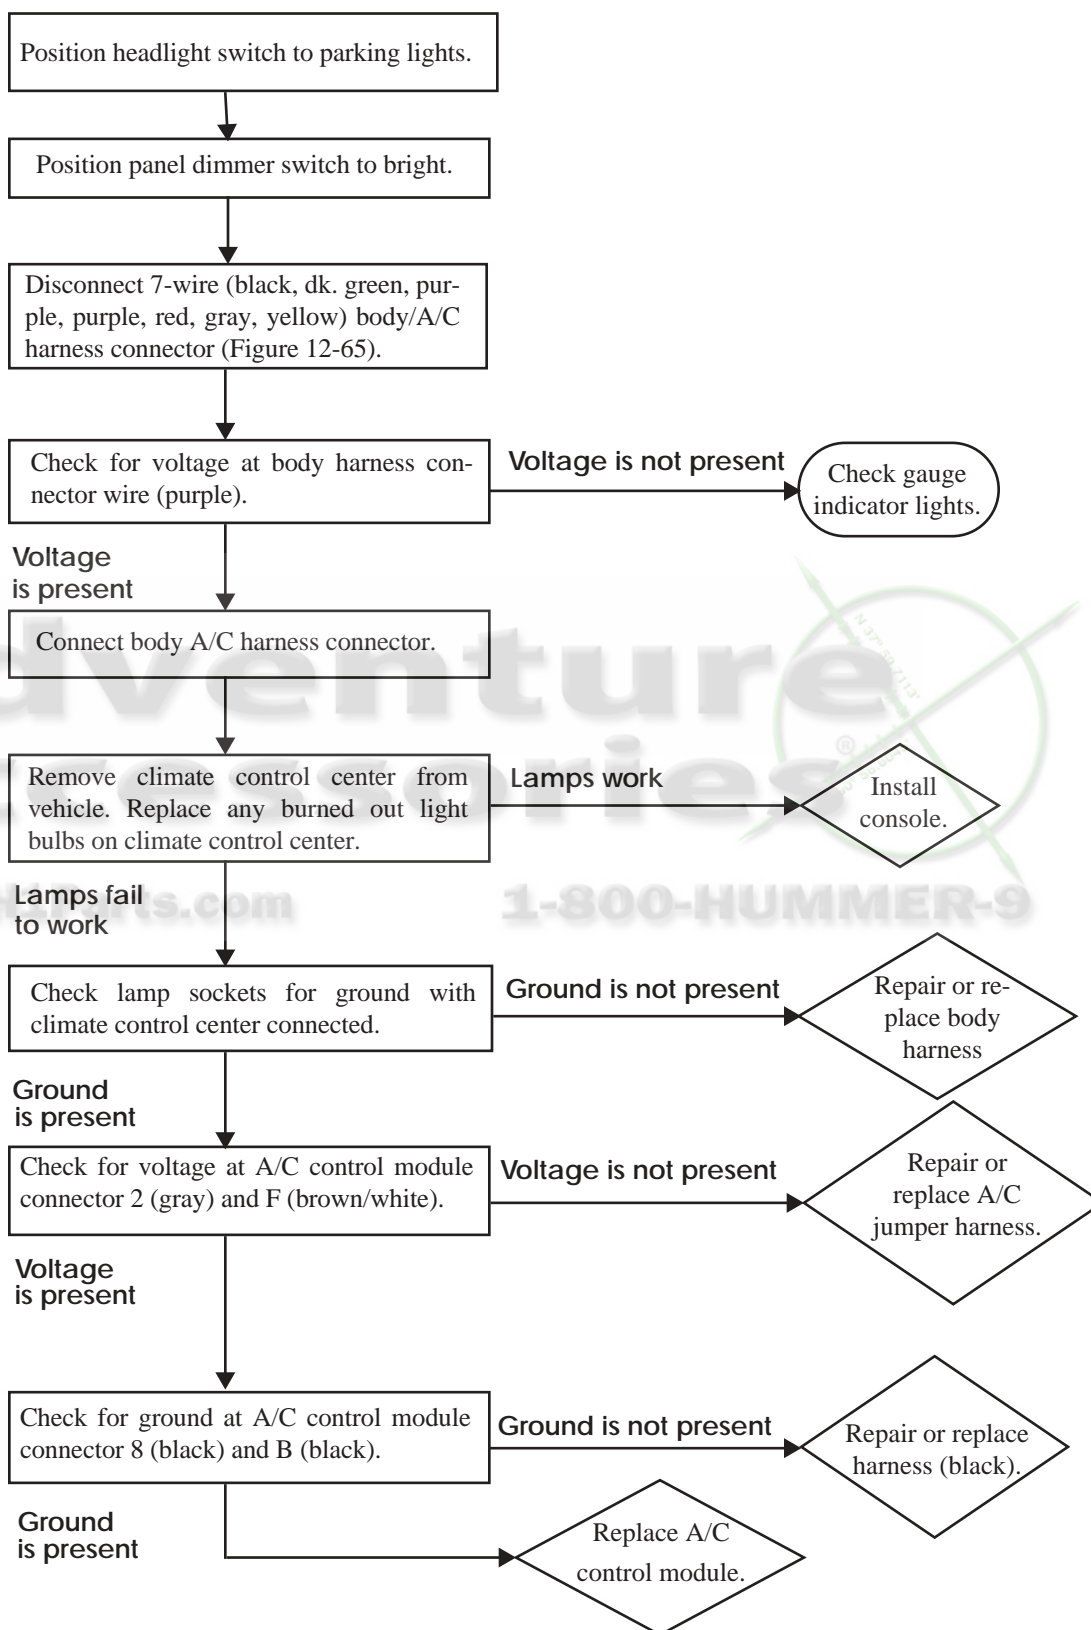 Position headlight switch to parking lights.
Position panel dimmer switch to bright.
Disconnect 7-wire (black, dk. green, pur-
ple, purple, red, gray, yellow) body/A/C
harness connector (Figure 12-65).
Check for voltage at body harness con-
nector wire (purple).
Voltage is not present
Check gauge
indicator lights.
Voltage
is present
Connect body A/C harness connector.
dventure
N 37° 59.7113'
®
Remove climate control center from
vehicle. Replace any burned out light
bulbs on climate control center.
Lamps work
Install
console.
ccessories
Lamps fail
to work
H1Parts.com
1-800-HUMMER-9
Check lamp sockets for ground with
climate control center connected.
Ground is not present
Repair or re-
place body
harness
Ground
is present
Check for voltage at A/C control module
connector 2 (gray) and F (brown/white).
Voltage is not present
Repair or
replace A/C
jumper harness.
Voltage
is present
Check for ground at A/C control module
connector 8 (black) and B (black).
Ground is not present
Repair or replace
harness (black).
Ground
is present
Replace A/C
control module.